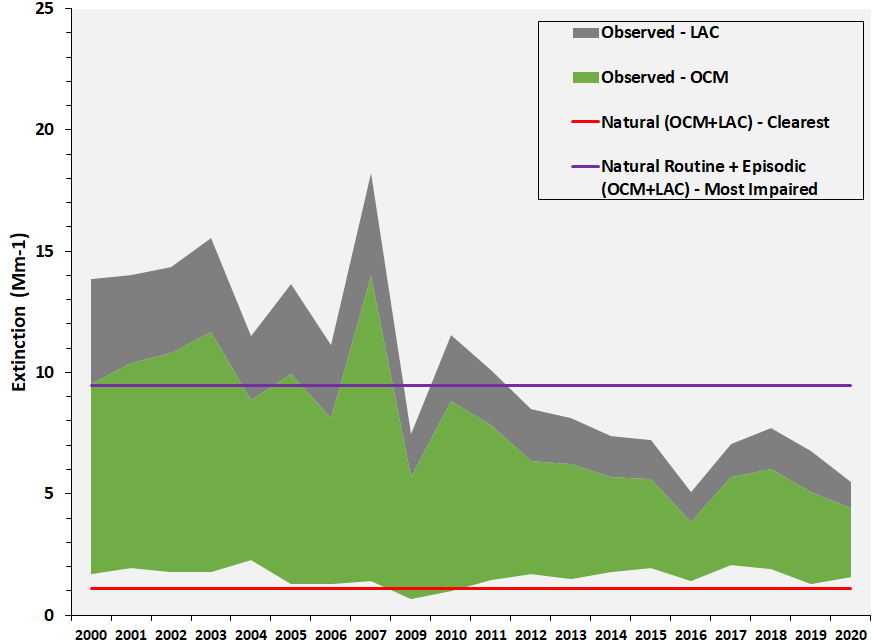 25
20
15
10
5
0
Extinction (Mm-1)
Observed - LAC
Observed - OCM
Natural (OCM+LAC) - Clearest
Natural Routine + Episodic
(OCM+LAC) - Most Impaired
2000 2001 2002 2003 2004 2005 2006 2007 2009 2010 2011 2012 2013 2014 2015 2016 2017 2018 2019 2020